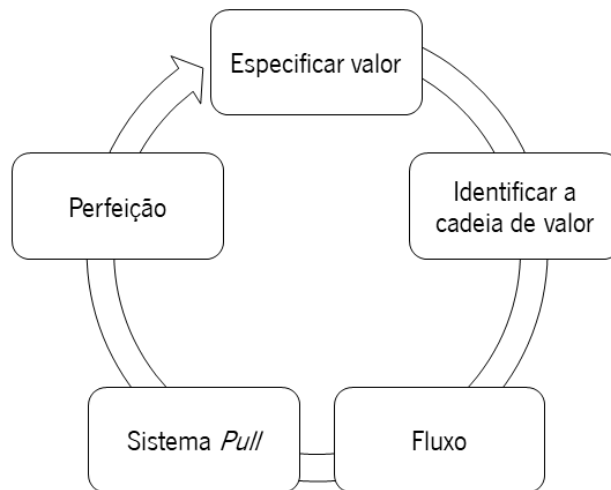 Especificar valor
Identificar a
cadeia de valor
Fluxo
Sistema Pull
Perfeição